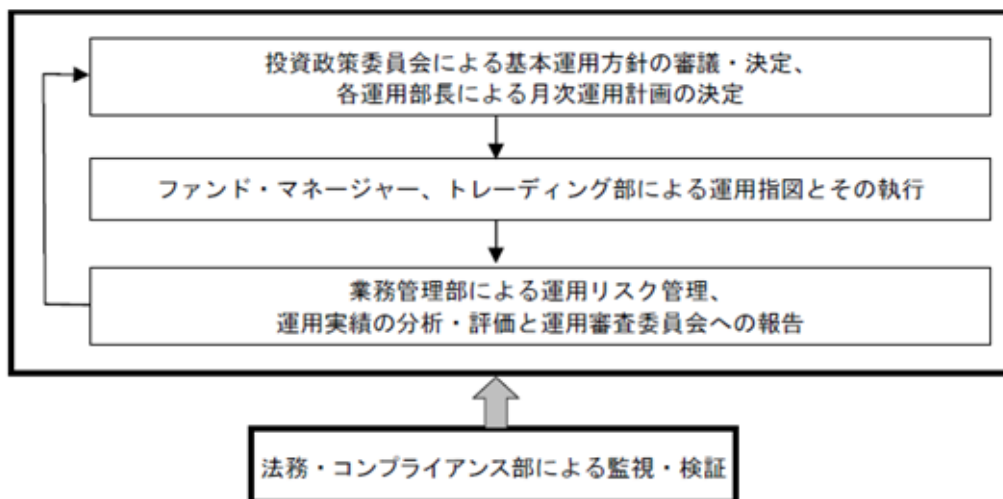 投資政策委員会による基本運用方針の審議・決定、
各運用部長による月次運用計画の決定
ファンド・マネージャー、トレーディング部による運用指図とその執行
業務管理部による運用リスク管理、
運用実績の分析・評価と運用審査委員会への報告
法務・コンプライアンス部による監視・検証